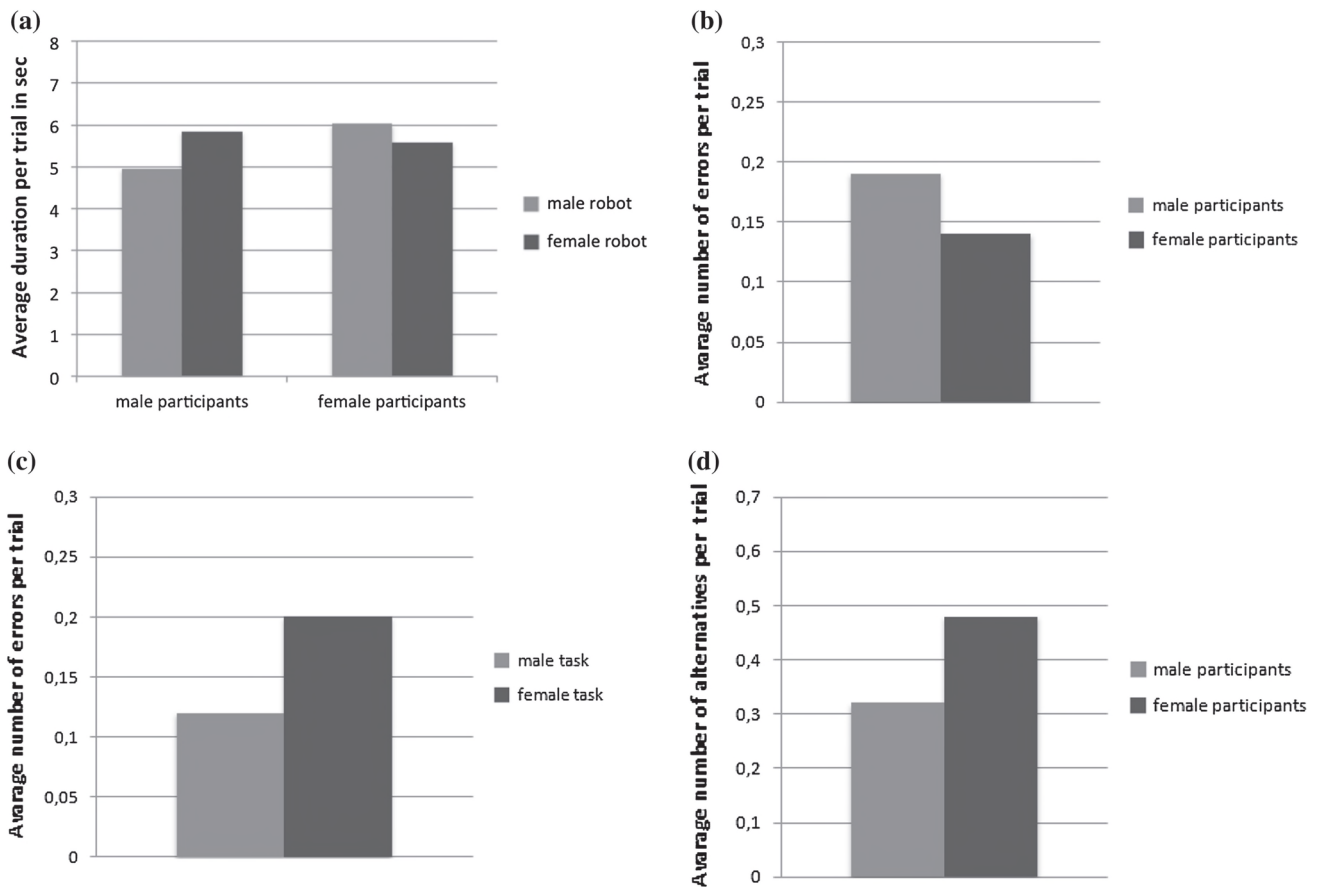 (a)
Average duration per trial in sec
8
7
6
5
4
3
2
1
0
male participants
female participants
male robot
female robot
(b)
Avarage number of errors per trial
0,3
0,25
0,2
0,15
0,1
0,05
0
male participants
female participants
(c)
Avarage number of errors per trial
0,3
0,25
0,2
0,15
0,1
0,05
0
male task
female task
(d)
Avarage number of alternatives per trial
0,7
0,6
0,5
0,4
0,3
0,2
0,1
0
male participants
female participants